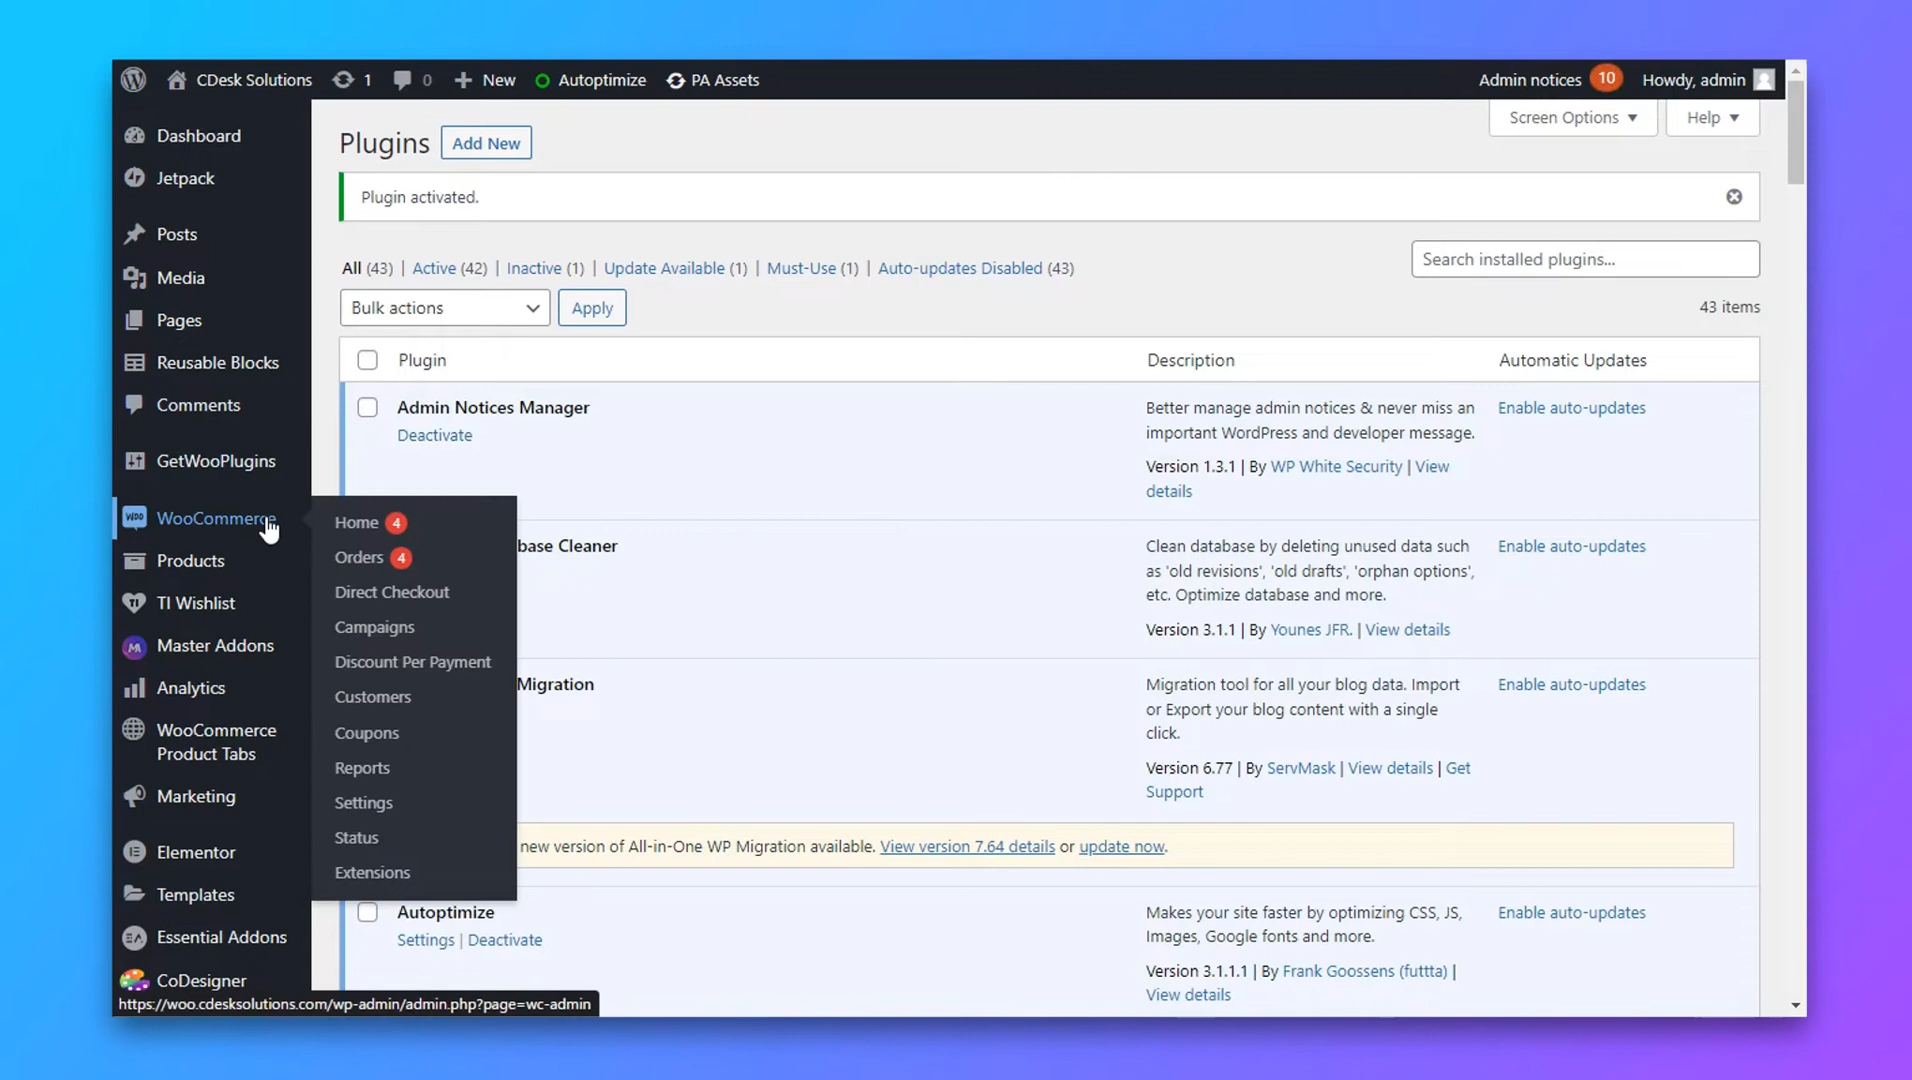 CDesk Solutions 1 0 New Autoptimize PA Assets Admin notices 10 Howdy, admin
Screen Options Help
Dashboard
Jetpack
Posts
Media
Pages
Reusable Blocks
Comments
GetWooPlugins
WooCommerce
Products
TI Wishlist
Master Addons
Analytics
WooCommerce
Product Tabs
Marketing
Elementor
Templates
Essential Addons
CoDesigner
Home 4
Orders 4
Direct Checkout
Campaigns
Discount Per Payment
Customers
Coupons
Reports
Settings
Status
Extensions
Plugins Add New
Plugin activated.
All (43) | Active (42) | Inactive (1) | Update Available (1) | Must-Use (1) | Auto-updates Disabled (43)
Search installed plugins...
Bulk actions Apply
43 items
Plugin Description Automatic Updates
Admin Notices Manager
Deactivate
Better manage admin notices & never miss an
important WordPress and developer message.
Version 1.3.1 | By WP White Security | View
details
Enable auto-updates
base Cleaner
Clean database by deleting unused data such
as 'old revisions', 'old drafts', 'orphan options',
etc. Optimize database and more.
Version 3.1.1 | By Younes JFR. | View details
Enable auto-updates
Migration
Migration tool for all your blog data. Import
or Export your blog content with a single
click.
Version 6.77 | By ServMask | View details | Get
Support
Enable auto-updates
new version of All-in-One WP Migration available. View version 7.64 details or update now.
Autoptimize
Settings | Deactivate
Makes your site faster by optimizing CSS, JS,
Images, Google fonts and more.
Version 3.1.1.1 | By Frank Goossens (futtta) |
View details
Enable auto-updates
https://woo.cdesksolutions.com/wp-admin/admin.php?page=wc-admin